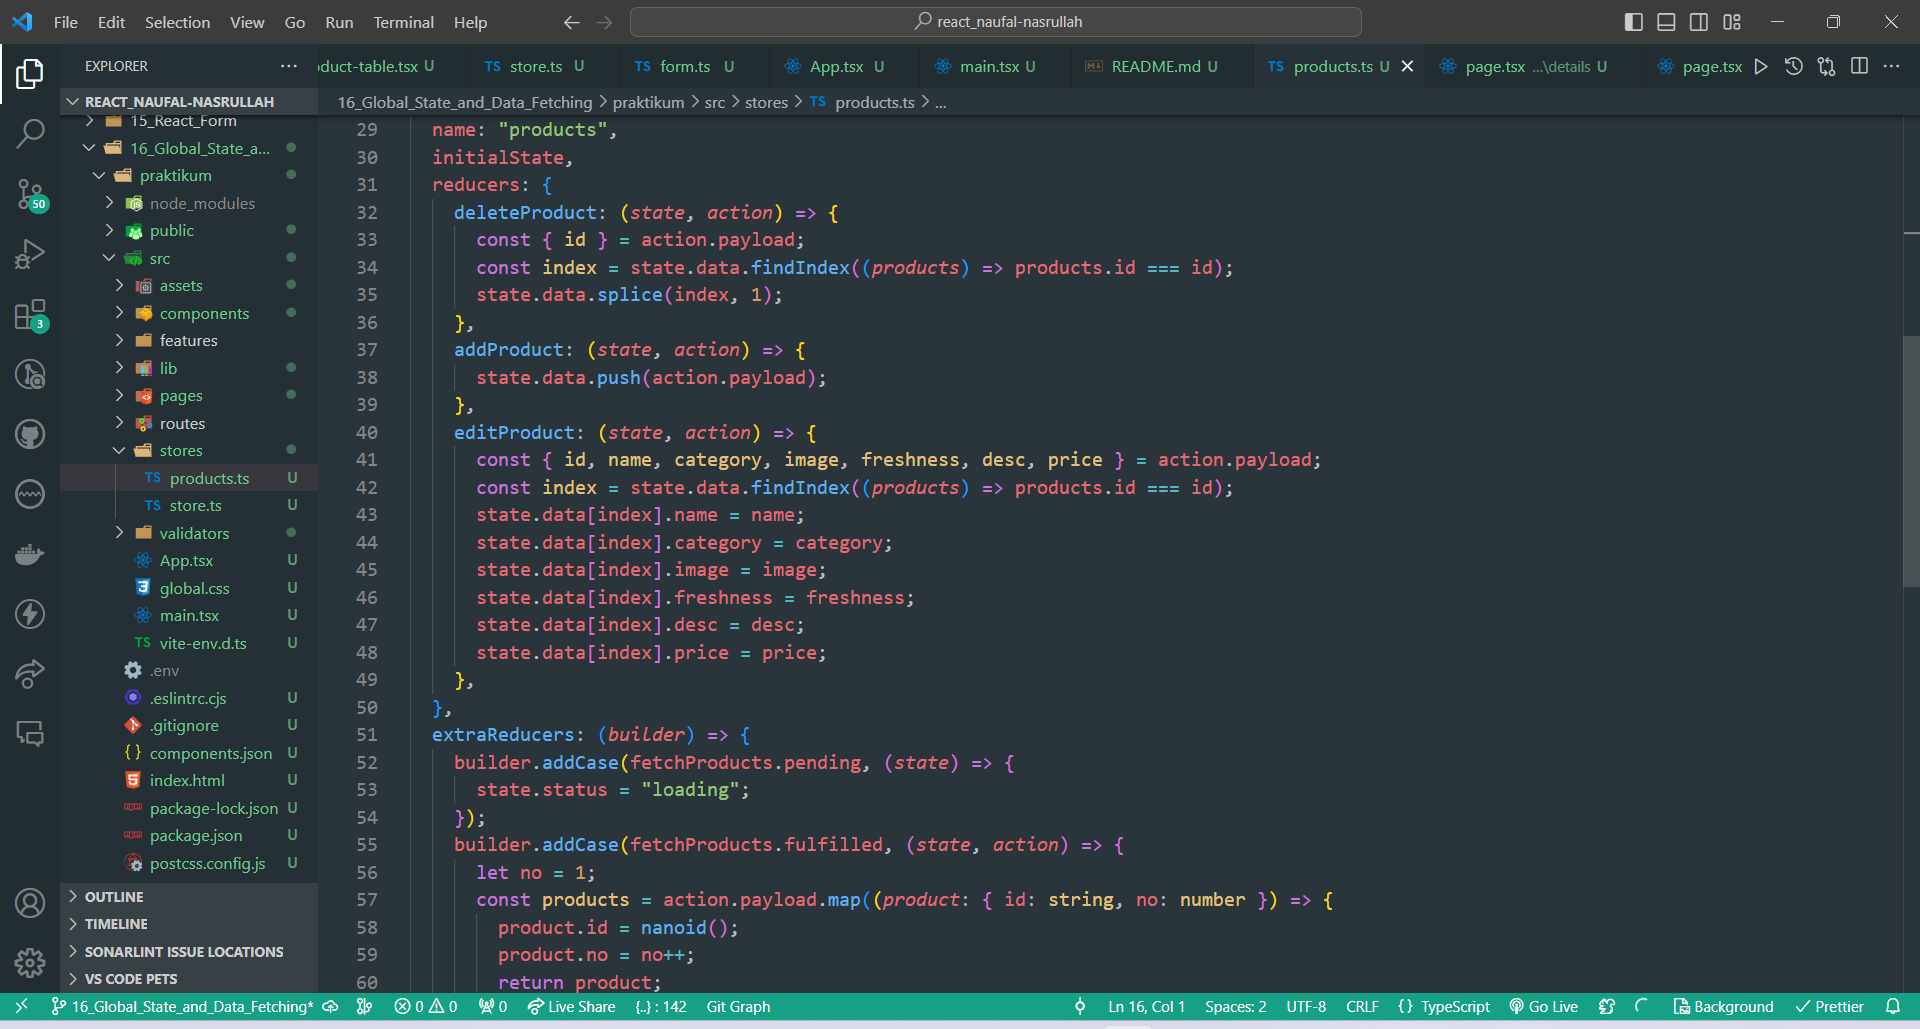 File Edit Selection View Go Run Terminal Help
react_naufal-nasrullah
EXPLORER
REACT_NAUFAL-NASRULLAH
15_React_Form
16_Global_State_a...
praktikum
node_modules
public
src
assets
components
features
lib
pages
routes
stores
TS products.ts U
TS store.ts U
validators
App.tsx U
global.css U
main.tsx U
TS vite-env.d.ts U
.env
.eslintrc.cjs U
.gitignore U
components.json U
index.html U
package-lock.json U
package.json U
postcss.config.js U
OUTLINE
TIMELINE
SONARLINT ISSUE LOCATIONS
VS CODE PETS
50
3
duct-table.tsx U TS store.ts U TS form.ts U App.tsx U main.tsx U README.md U TS products.ts U page.tsx ...\details U page.tsx
16_Global_State_and_Data_Fetching > praktikum > src > stores > TS products.ts > ...
29 name: "products",
30 initialState,
31 reducers: {
32 deleteProduct: (state, action) => {
33 const { id } = action.payload;
34 const index = state.data.findIndex((products) => products.id === id);
35 state.data.splice(index, 1);
36 },
37 addProduct: (state, action) => {
38 state.data.push(action.payload);
39 },
40 editProduct: (state, action) => {
41 const { id, name, category, image, freshness, desc, price } = action.payload;
42 const index = state.data.findIndex((products) => products.id === id);
43 state.data[index].name = name;
44 state.data[index].category = category;
45 state.data[index].image = image;
46 state.data[index].freshness = freshness;
47 state.data[index].desc = desc;
48 state.data[index].price = price;
49 },
50 },
51 extraReducers: (builder) => {
52 builder.addCase(fetchProducts.pending, (state) => {
53 state.status = "loading";
54 });
55 builder.addCase(fetchProducts.fulfilled, (state, action) => {
56 let no = 1;
57 const products = action.payload.map((product: { id: string, no: number }) => {
58 product.id = nanoid();
59 product.no = no++;
60 return product;
16_Global_State_and_Data_Fetching* 0 0 0 Live Share {..} : 142 Git Graph Ln 16, Col 1 Spaces: 2 UTF-8 CRLF {} TypeScript Go Live Background Prettier